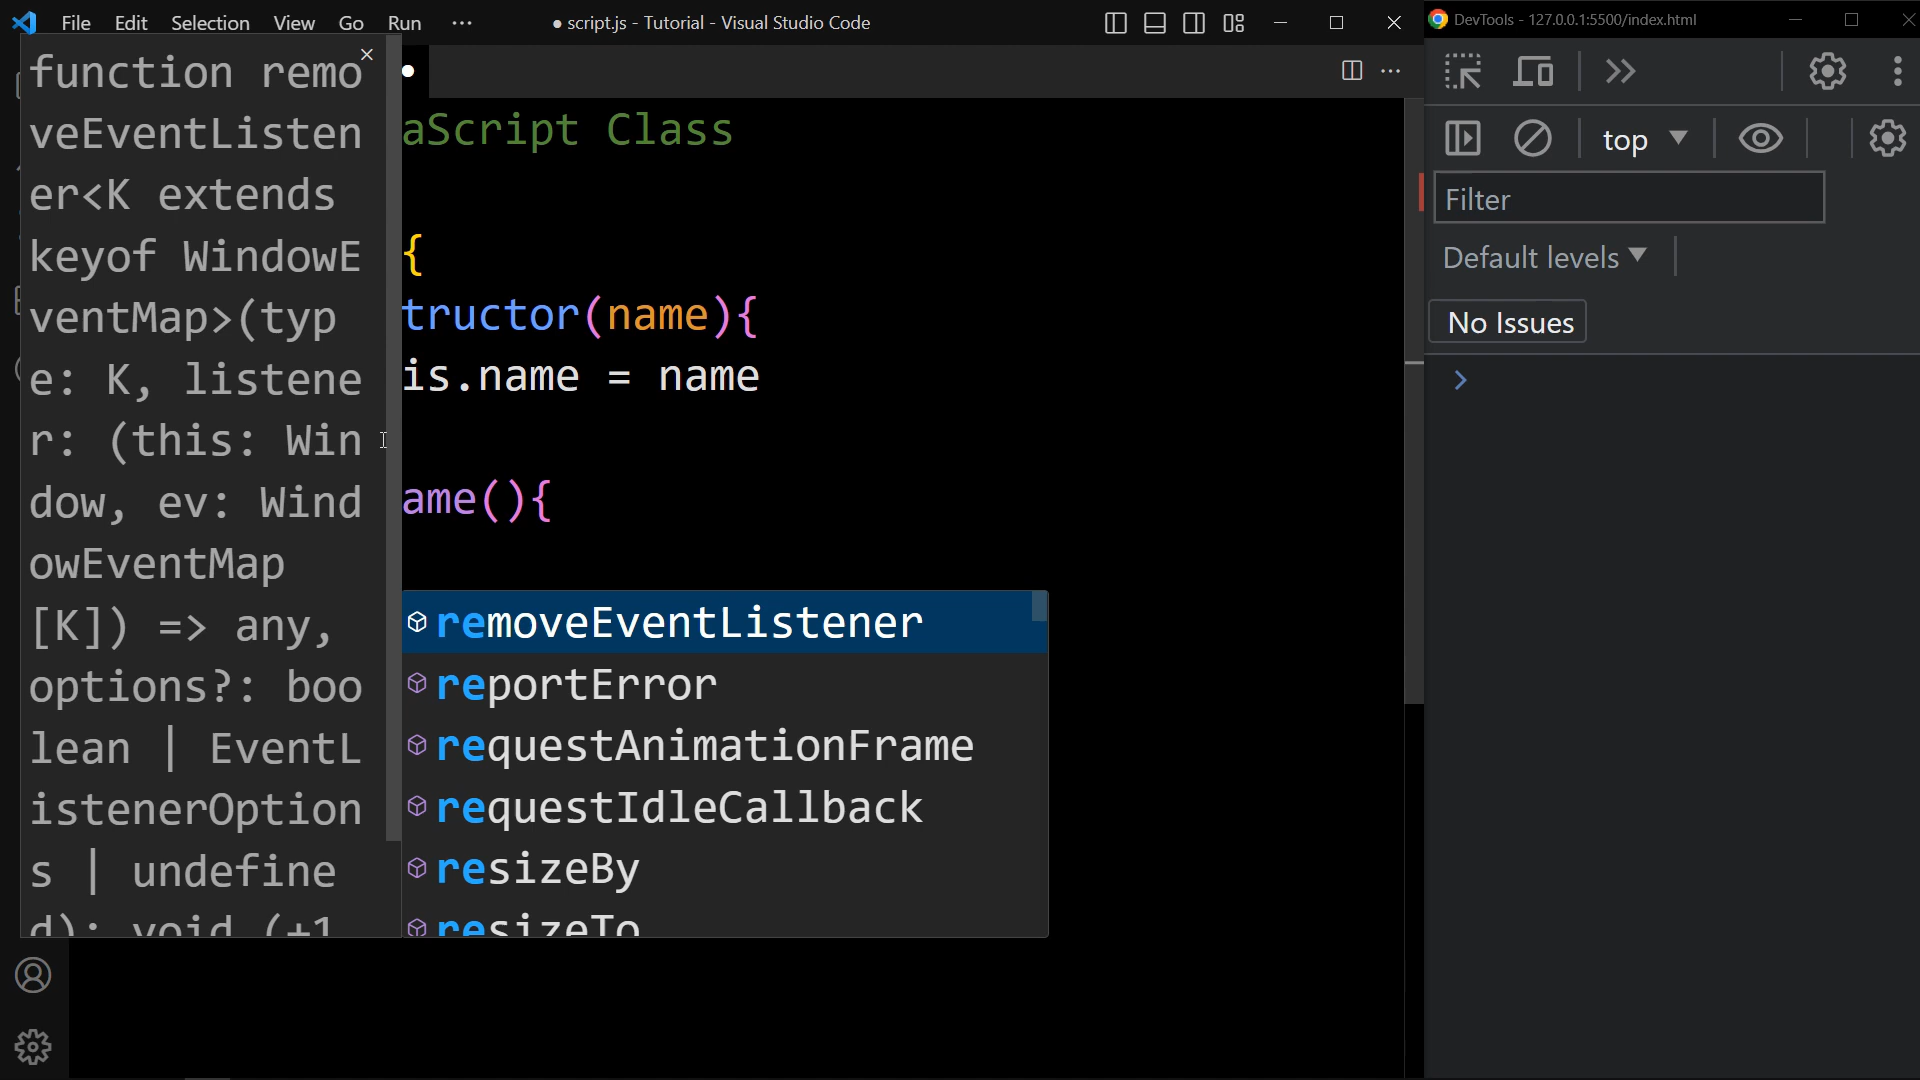 File Edit Selection View Go Run ···
● script.js - Tutorial - Visual Studio Code
DevTools - 127.0.0.1:5500/index.html
function remo
veEventListen
er<K extends
keyof WindowE
ventMap>(typ
e: K, listene
r: (this: Win
dow, ev: Wind
owEventMap
[K]) => any,
options?: boo
lean | EventL
istenerOption
s | undefine
d): void (+1
aScript Class
{
tructor(name){
is.name = name
ame(){
removeEventListener
reportError
requestAnimationFrame
requestIdleCallback
resizeBy
resizeTo
top
Filter
Default levels
No Issues